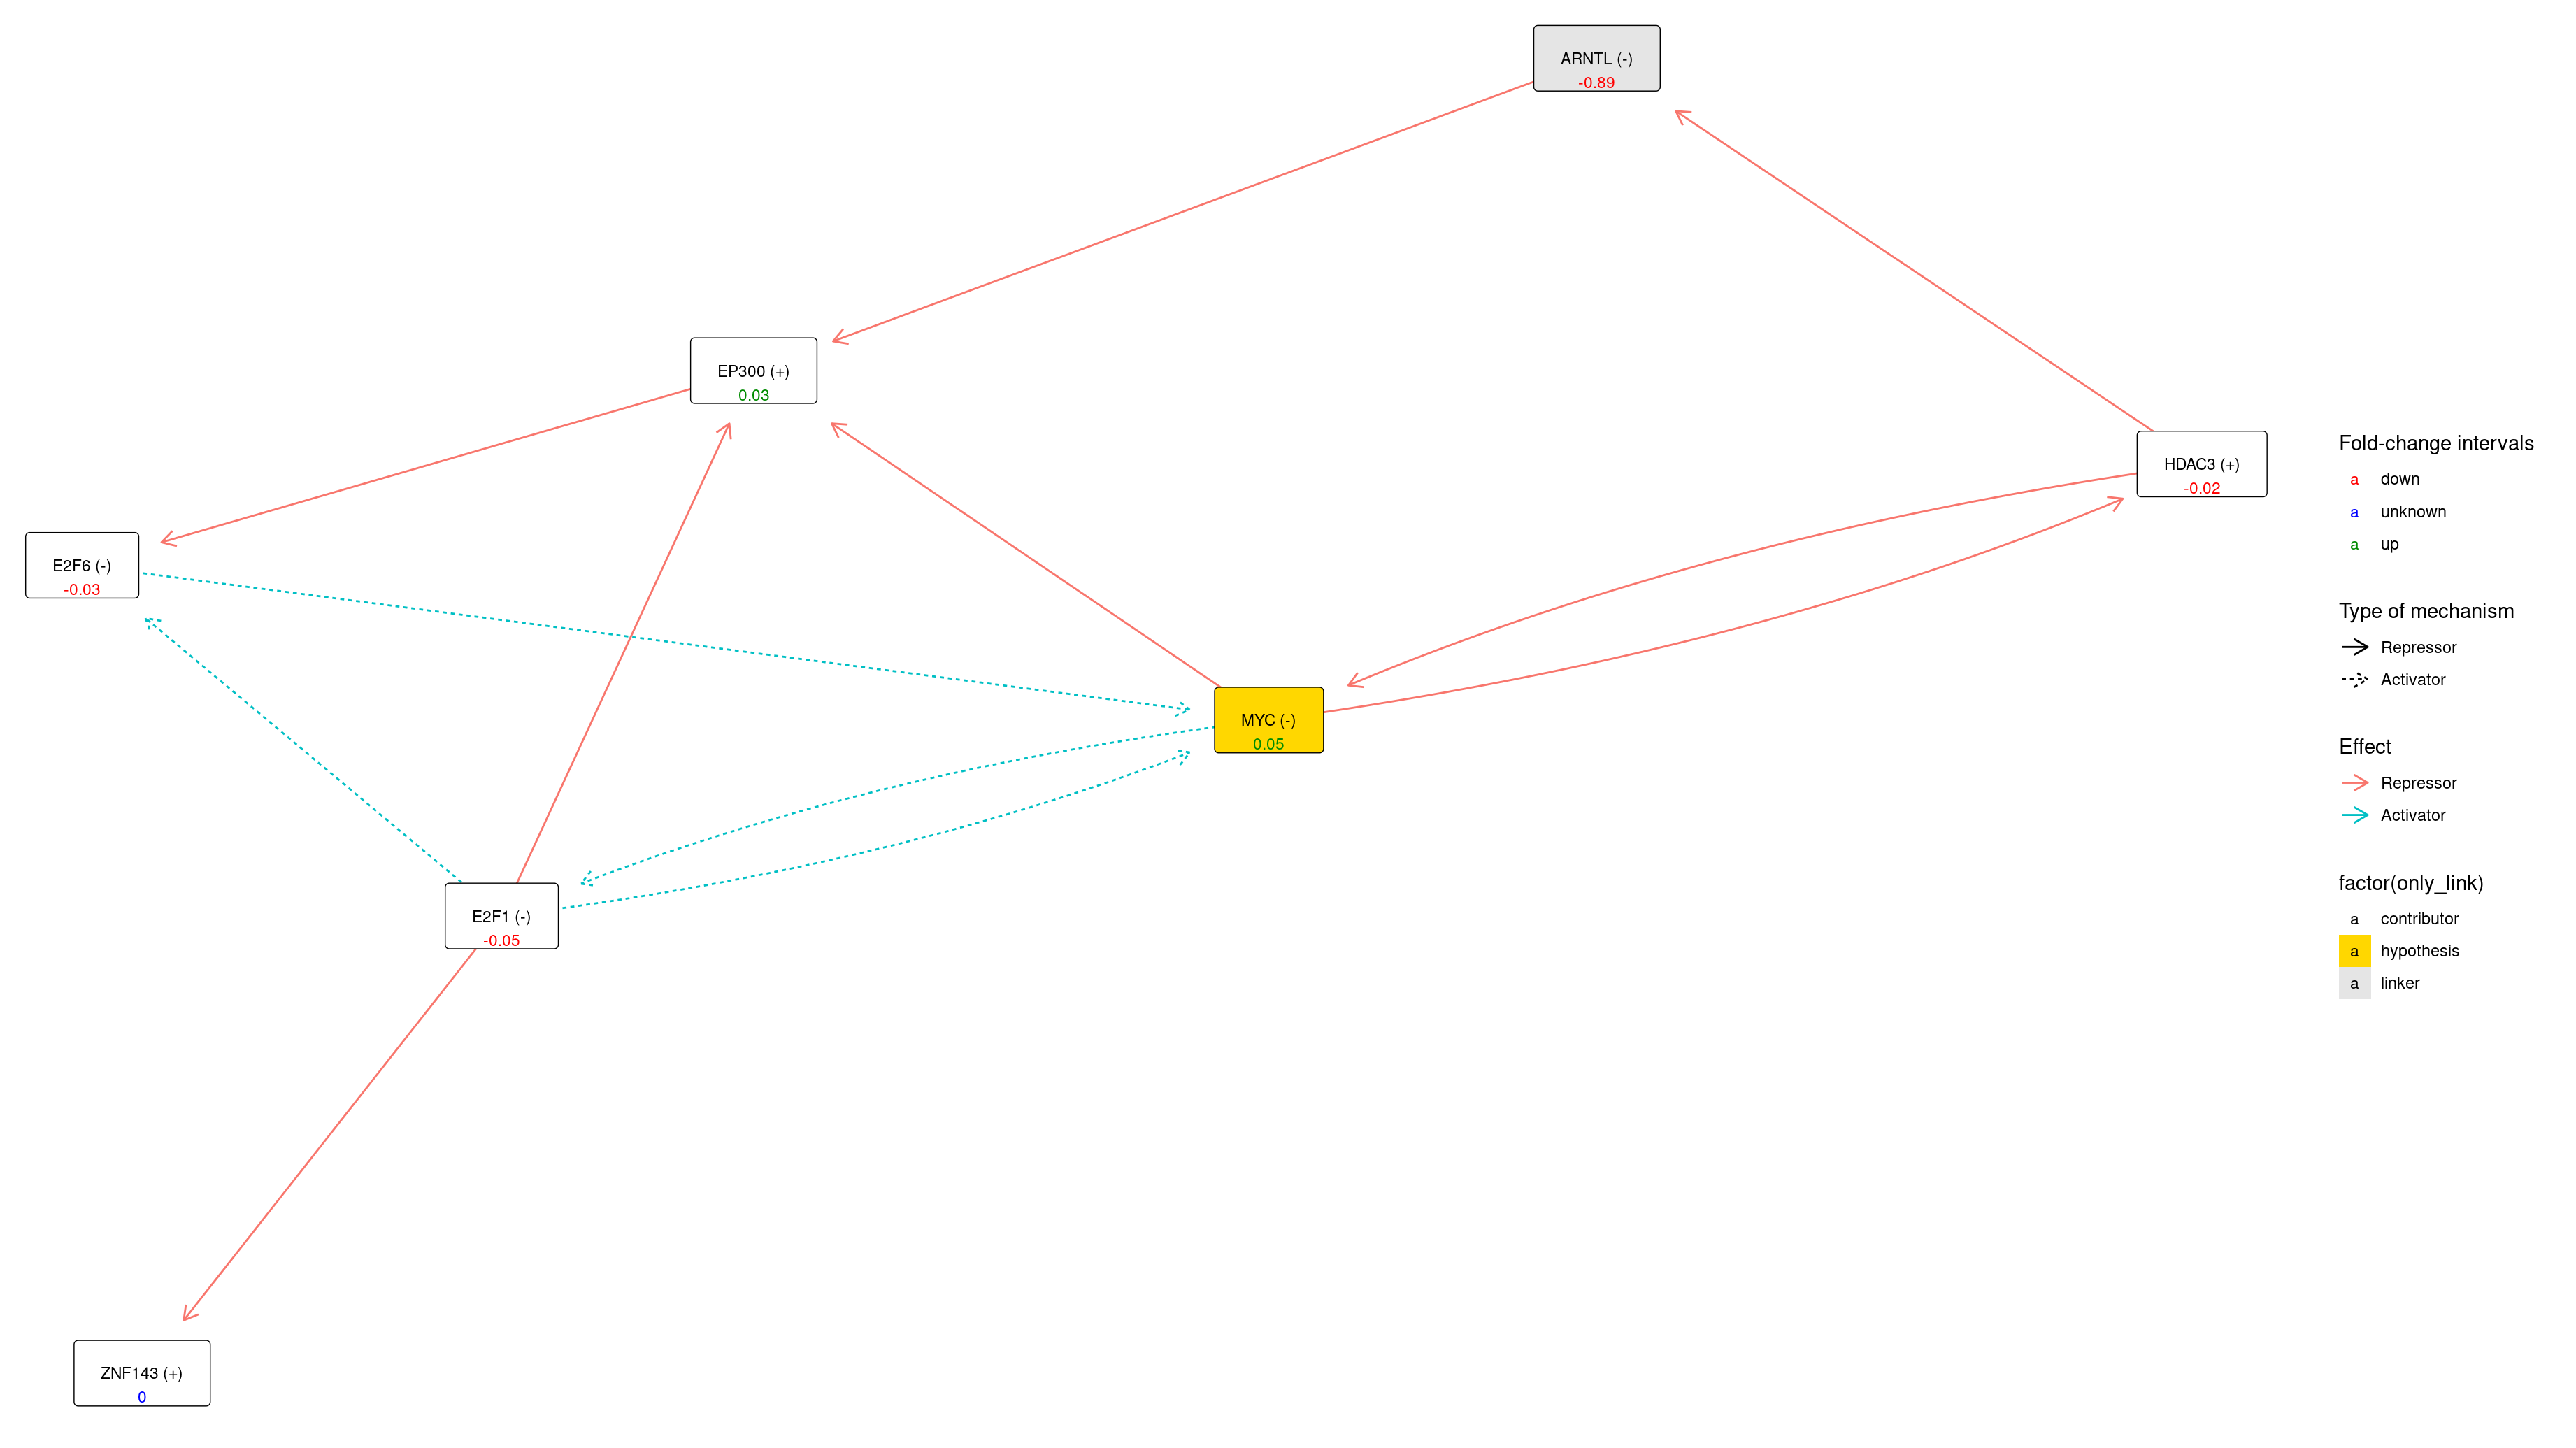 ARNTL (-)
-0.89
EP300 (+)
0.03
HDAC3 (+)
-0.02
E2F6 (-)
-0.03
MYC (-)
0.05
E2F1 (-)
-0.05
ZNF143 (+)
0
Fold-change intervals
a down
a unknown
a up
Type of mechanism
Repressor
Activator
Effect
Repressor
Activator
factor(only_link)
a contributor
a hypothesis
a linker